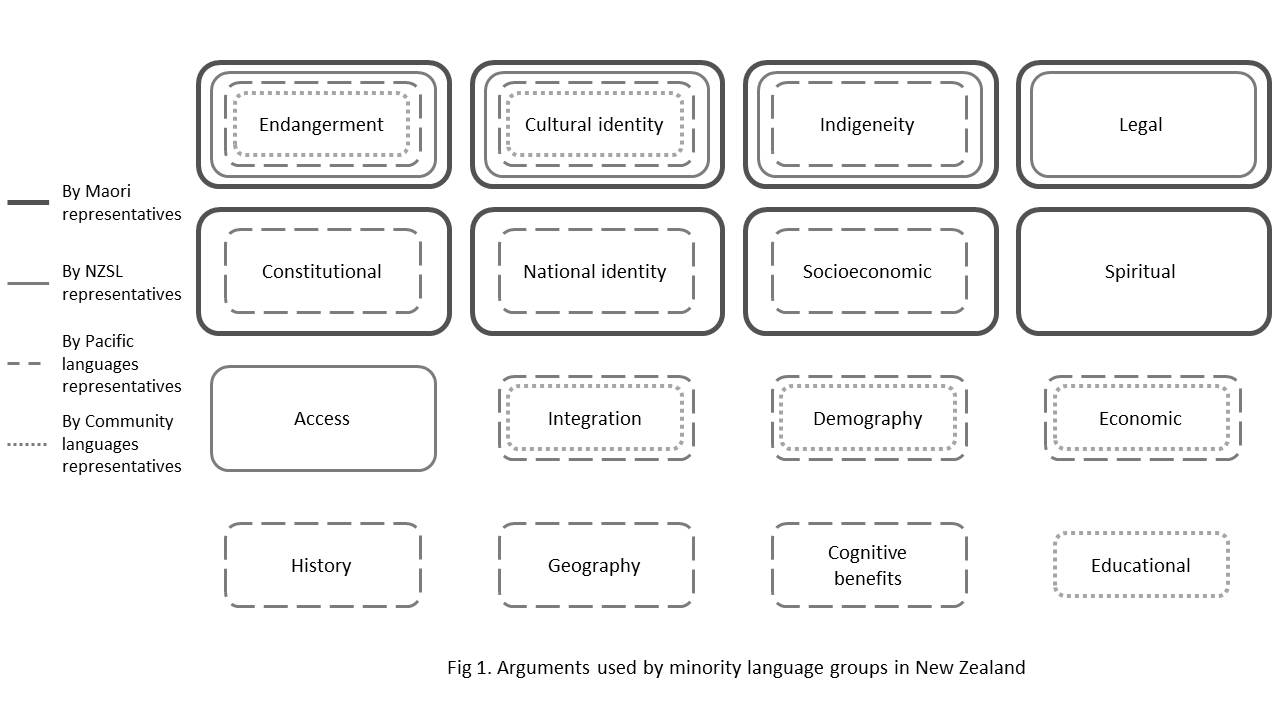 Endangerment
Cultural identity
Indigeneity
Legal
By Maori
representatives
By NZSL
representatives
By Pacific
languages
representatives
By Community
languages
representatives
Constitutional
National identity
Socioeconomic
Spiritual
Access
Integration
Demography
Economic
History
Geography
Cognitive
benefits
Educational
Fig 1. Arguments used by minority language groups in New Zealand